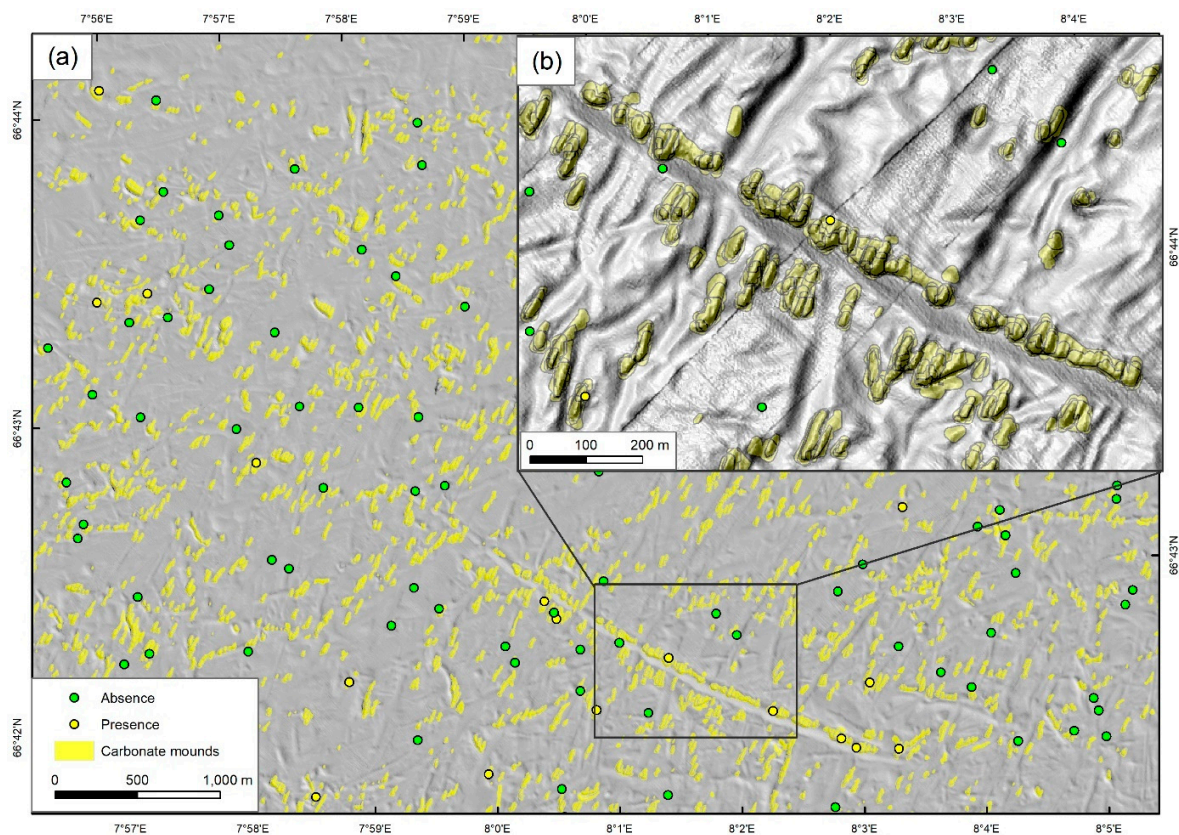 7°56'E 7°57'E 7°58'E 7°59'E 8°0'E 8°1'E 8°2'E 8°3'E 8°4'E
(a)
(b)
66°44'N
66°44'N
66°43'N
66°43'N
66°42'N
0 100 200 m
Absence
Presence
Carbonate mounds
0 500 1,000 m
7°57'E 7°58'E 7°59'E 8°0'E 8°1'E 8°2'E 8°3'E 8°4'E 8°5'E